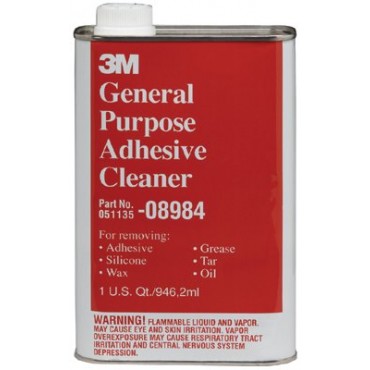 3M
General
Purpose
Adhesive
Cleaner
Part No.
051135-08984
For removing:
• Adhesive • Grease
• Silicone • Tar
• Wax • Oil
1 U.S. Qt./946,2ml
WARNING! FLAMMABLE LIQUID AND VAPOR.
MAY CAUSE EYE AND SKIN IRRITATION. VAPOR
OVEREXPOSURE MAY CAUSE RESPIRATORY TRACT
IRRITATION AND CENTRAL NERVOUS SYSTEM
DEPRESSION.